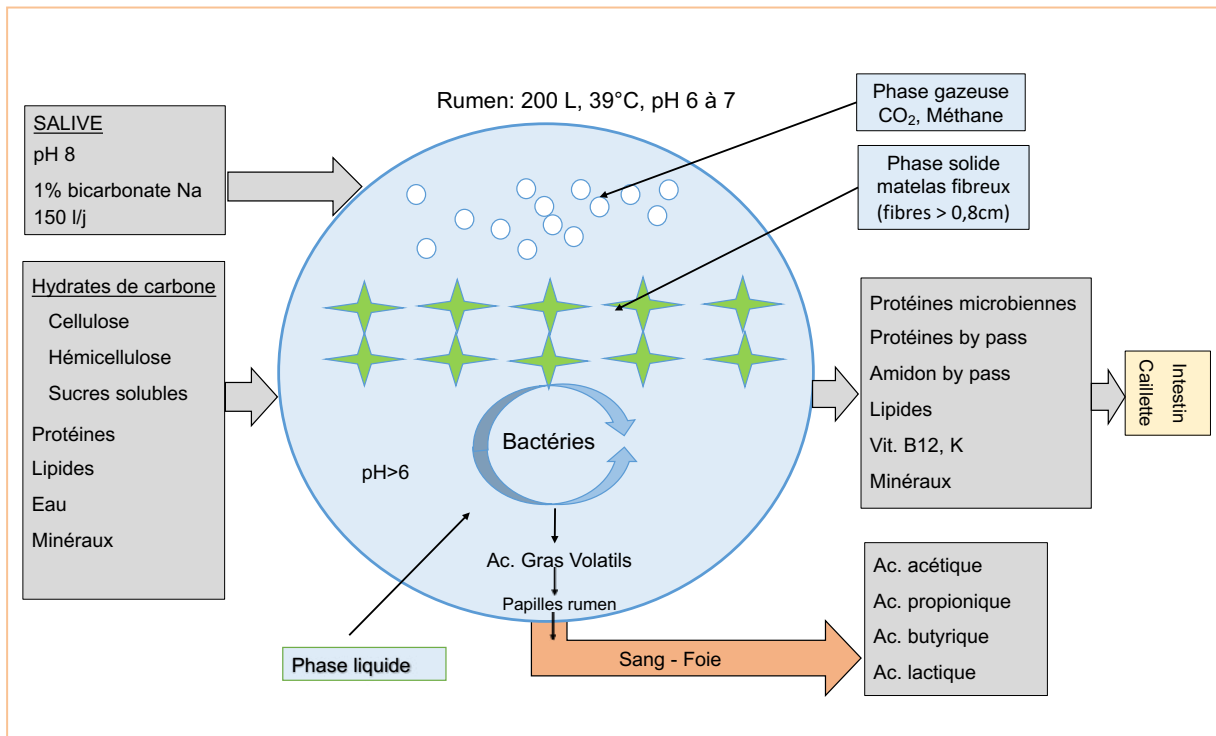 Rumen: 200 L, 39°C, pH 6 à 7
SALIVE
pH 8
1% bicarbonate Na
150 l/j
Hydrates de carbone
Cellulose
Hémicellulose
Sucres solubles
Protéines
Lipides
Eau
Minéraux
Phase gazeuse
CO₂, Méthane
Phase solide
matelas fibreux
(fibres > 0,8cm)
Bactéries
pH>6
Ac. Gras Volatils
Papilles rumen
Phase liquide
Sang - Foie
Protéines microbiennes
Protéines by pass
Amidon by pass
Lipides
Vit. B12, K
Minéraux
Intestin
Caillette
Ac. acétique
Ac. propionique
Ac. butyrique
Ac. lactique